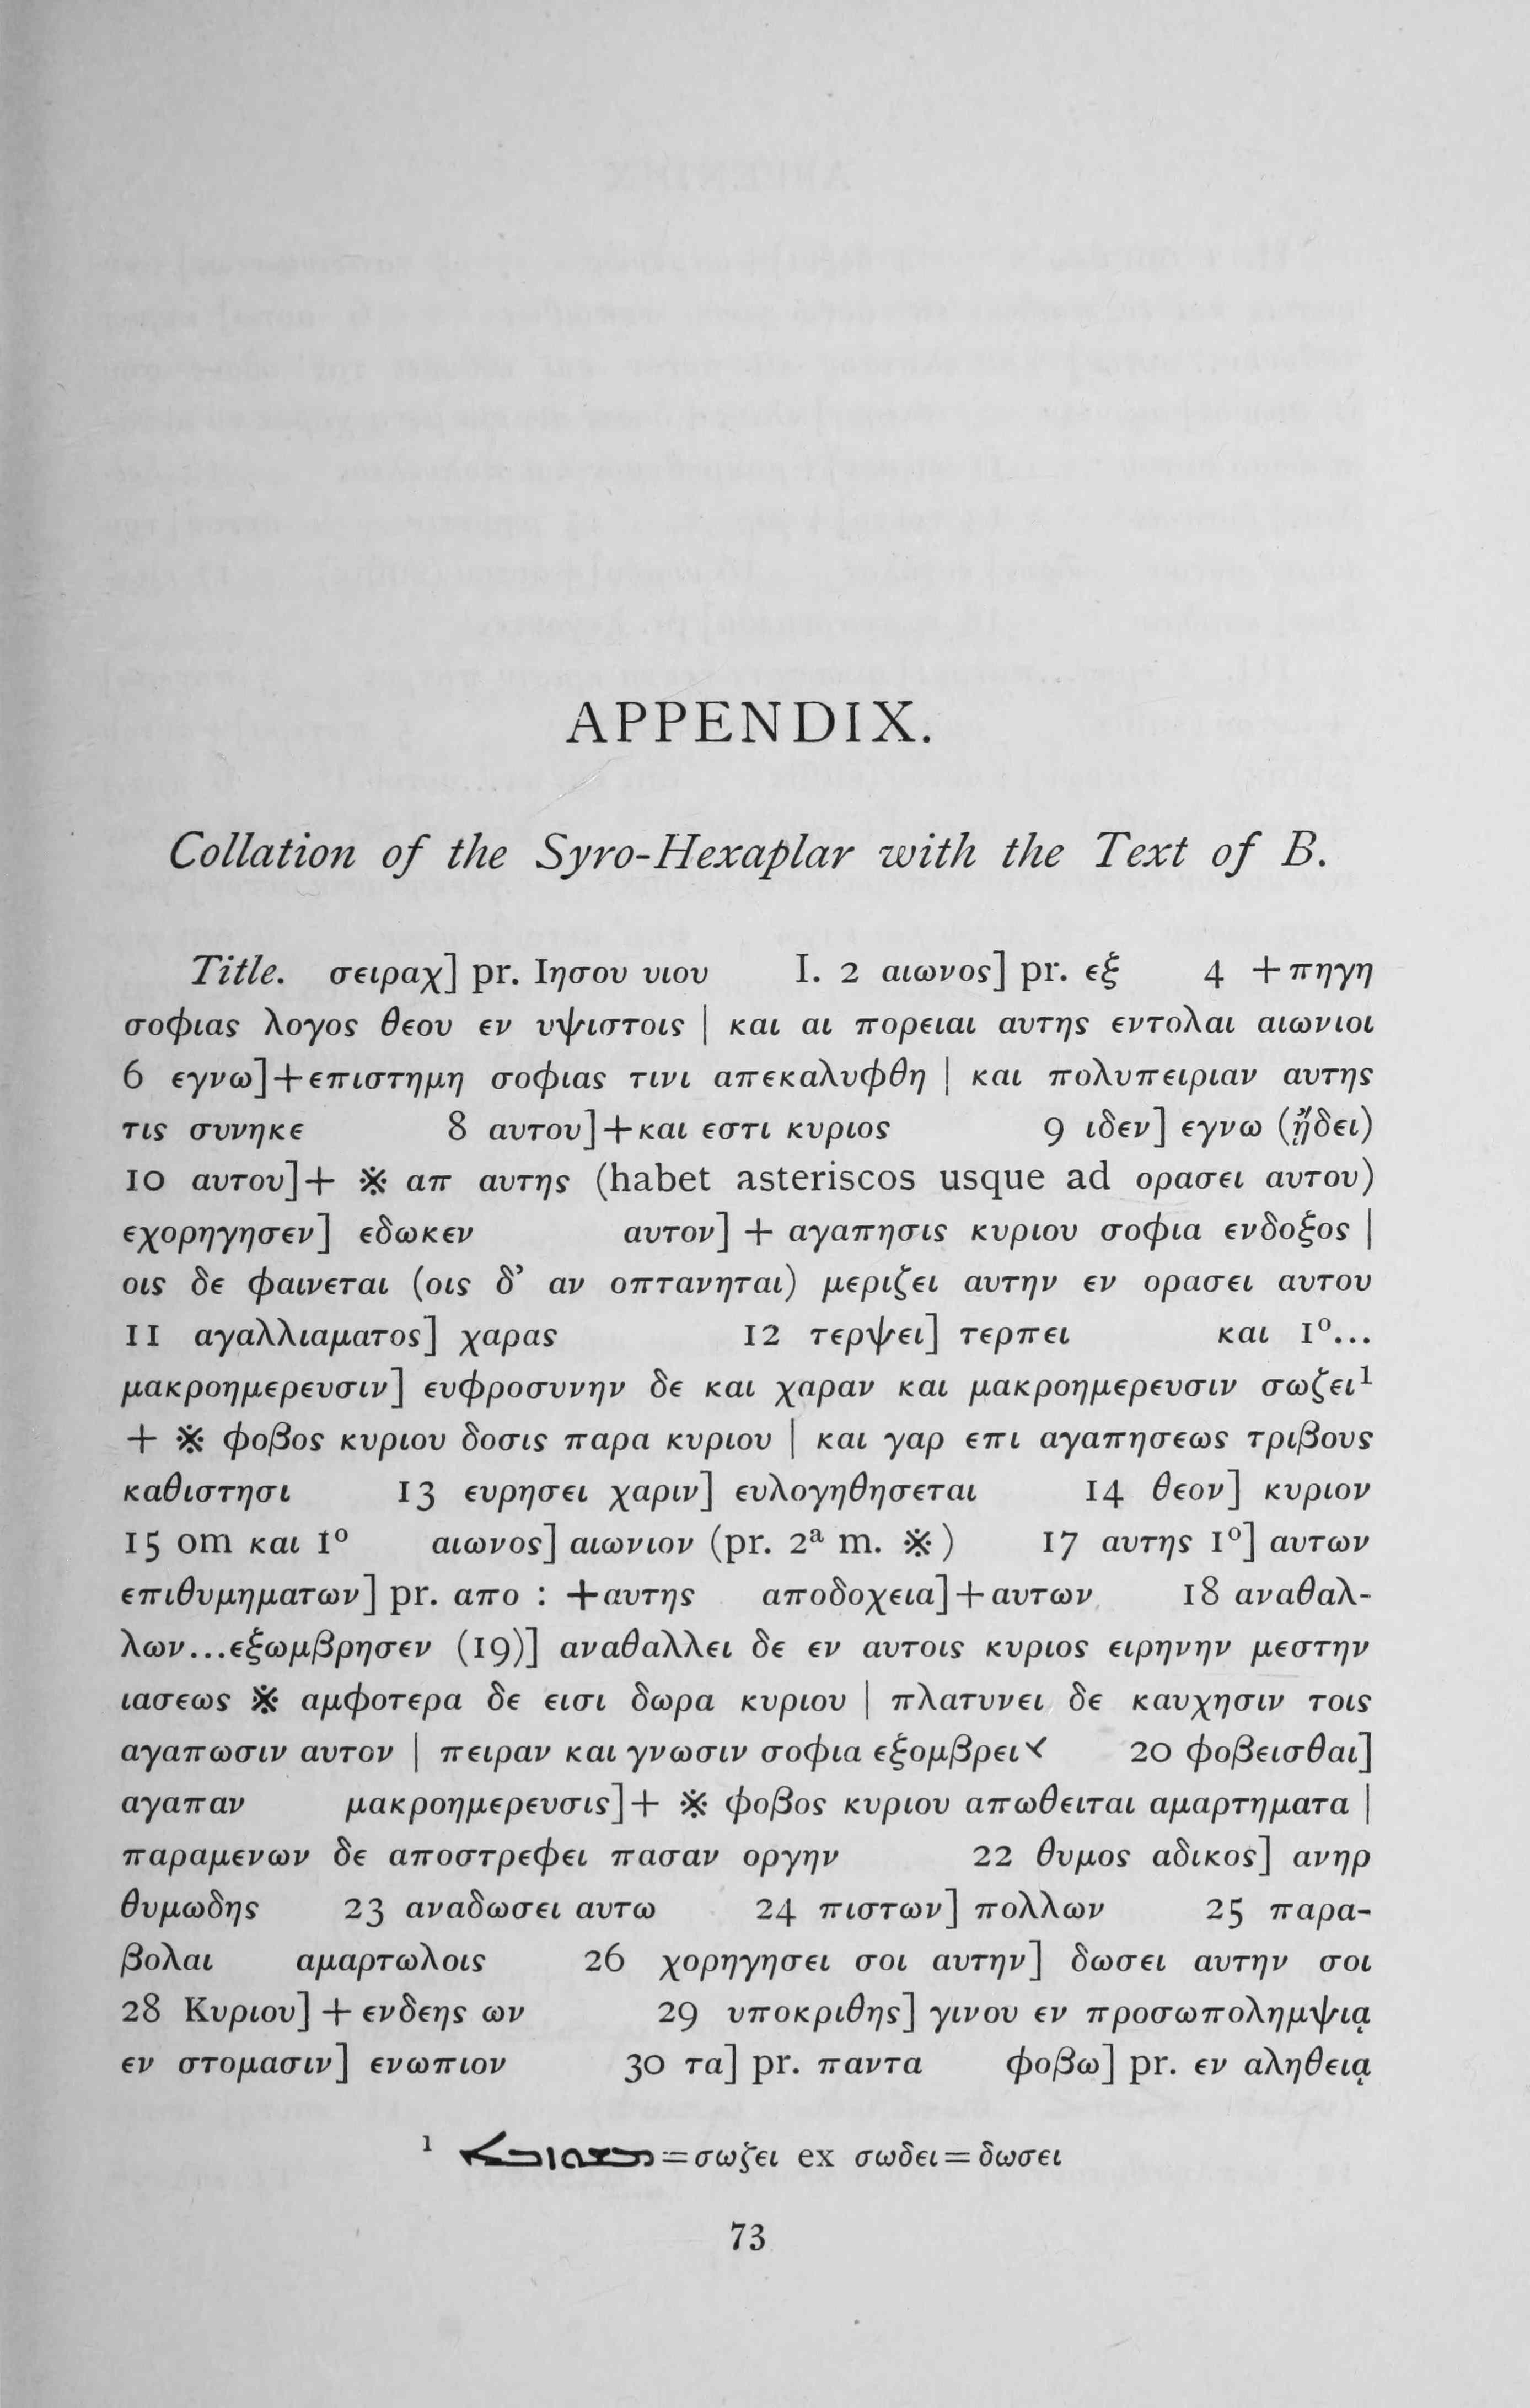 APPENDIX.
Collation of the Syro-Hexaplar with the Text of B.
Title. σειραχ] pr. Ιησου υιου I. 2 αιωνος] pr. εξ 4 +πηγη
σοφιας λογος θεου εν υψιστοις | και αι πορειαι αυτης εντολαι αιωνιοι
6 εγνω]+επιστημη σοφιας τινι απεκαλυφθη | και πολυπειριαν αυτης
τις συνηκε 8 αυτου]+και εστι κυριος 9 ιδεν] εγνω (ᾔδει)
10 αυτου]+ ※ απ αυτης (habet asteriscos usque ad ορασει αυτου)
εχορηγησεν] εδωκεν αυτον] + αγαπησις κυριου σοφια ενδοξος |
οις δε φαινεται (οις δ’ αν οπτανηται) μεριζει αυτην εν ορασει αυτου
11 αγαλλιαματος] χαρας 12 τερψει] τερπει και 1º...
μακροημερευσιν] ευφροσυνην δε και χαραν και μακροημερευσιν σωζει¹
+ ※ φοβος κυριου δοσις παρα κυριου | και γαρ επι αγαπησεως τριβους
καθιστησι 13 ευρησει χαριν] ευλογηθησεται 14 θεον] κυριον
15 om και 1º αιωνος] αιωνιον (pr. 2ª m. ※) 17 αυτης 1º] αυτων
επιθυμηματων] pr. απο : +αυτης αποδοχεια]+αυτων 18 αναθαλ-
λων...εξωμβρησεν (19)] αναθαλλει δε εν αυτοις κυριος ειρηνην μεστην
ιασεως ※ αμφοτερα δε εισι δωρα κυριου | πλατυνει δε καυχησιν τοις
αγαπωσιν αυτον | πειραν και γνωσιν σοφια εξομβρει⸔ 20 φοβεισθαι]
αγαπαν μακροημερευσις]+ ※ φοβος κυριου απωθειται αμαρτηματα |
παραμενων δε αποστρεφει πασαν οργην 22 θυμος αδικος] ανηρ
θυμωδης 23 αναδωσει αυτω 24 πιστων] πολλων 25 παρα-
βολαι αμαρτωλοις 26 χορηγησει σοι αυτην] δωσει αυτην σοι
28 Κυριου] + ενδεης ων 29 υποκριθης] γινου εν προσωπολημψιᾳ
εν στομασιν] ενωπιον 30 τα] pr. παντα φοβω] pr. εν αληθειᾳ
¹ =σωζει ex σωδει=δωσει
73